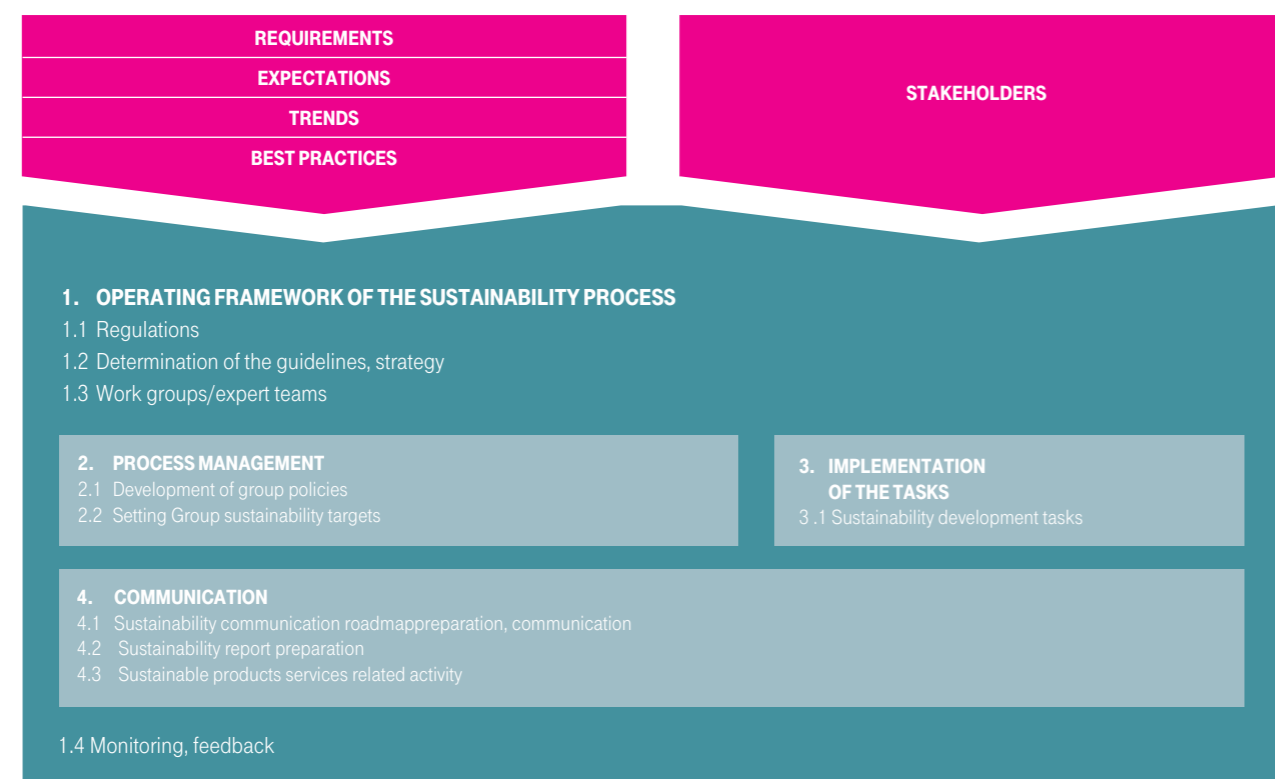 REQUIREMENTS
EXPECTATIONS
TRENDS
BEST PRACTICES
STAKEHOLDERS
1. OPERATING FRAMEWORK OF THE SUSTAINABILITY PROCESS
1.1 Regulations
1.2 Determination of the guidelines, strategy
1.3 Work groups/expert teams
2. PROCESS MANAGEMENT
2.1 Development of group policies
2.2 Setting Group sustainability targets
3. IMPLEMENTATION
OF THE TASKS
3 .1 Sustainability development tasks
4. COMMUNICATION
4.1 Sustainability communication roadmappreparation, communication
4.2 Sustainability report preparation
4.3 Sustainable products services related activity
1.4 Monitoring, feedback